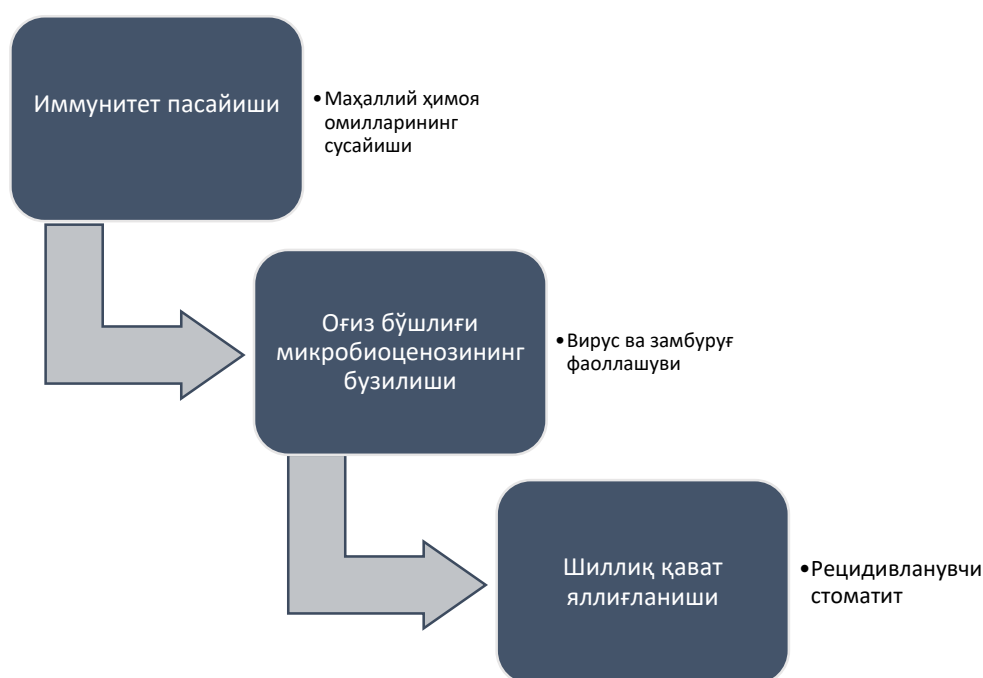 Иммунитет пасайиши
•Маҳаллий ҳимоя
омилларининг
сусайиши
Оғиз бўшлиғи
микробиоценозининг
бузилиши
•Вирус ва замбуруғ
фаоллашуви
Шиллиқ қават
яллиғланиши
•Рецидивланувчи
стоматит